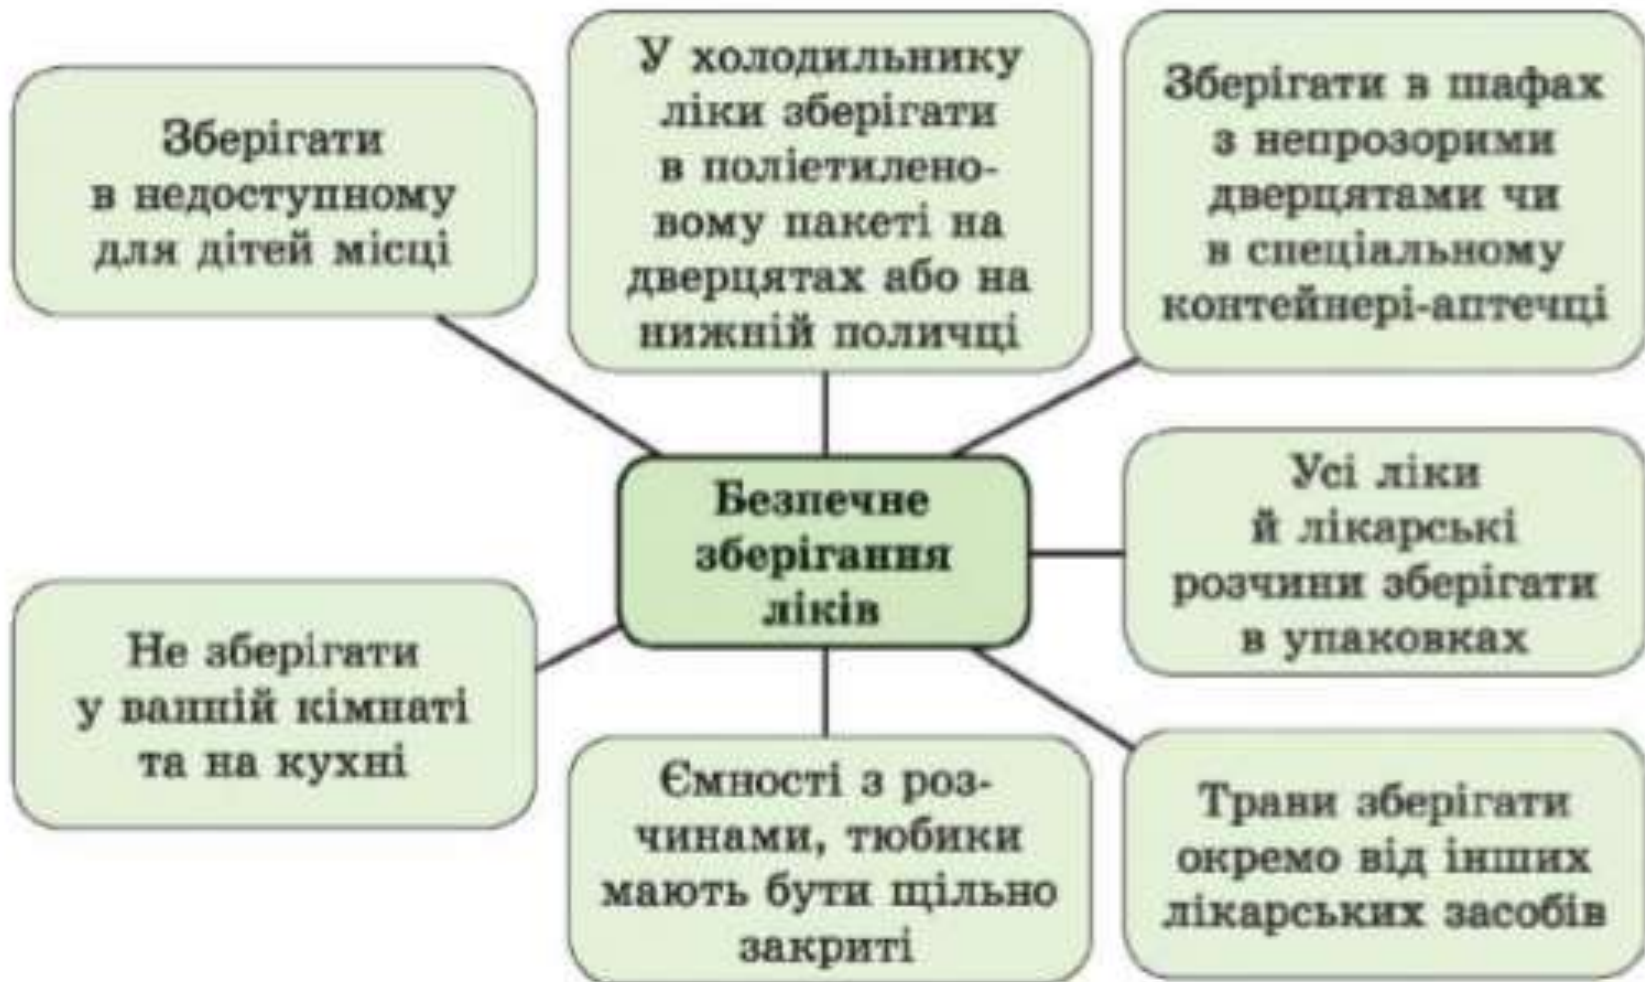 Зберігати
в недоступному
для дітей місці
У холодильнику
ліки зберігати
в поліетилено-
вому пакеті на
дверцятах або на
нижній поличці
Зберігати в шафах
з непрозорими
дверцятами чи
в спеціальному
контейнері-аптечці
Безпечне
зберігання
ліків
Усі ліки
й лікарські
розчини зберігати
в упаковках
Не зберігати
у ванній кімнаті
та на кухні
Ємності з роз-
чинами, тюбики
мають бути щільно
закриті
Трави зберігати
окремо від інших
лікарських засобів